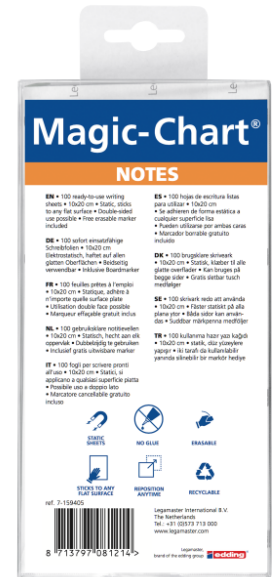 Magic-Chart®
NOTES
EN • 100 ready-to-use writing
sheets • 10x20 cm • Static, sticks
to any flat surface • Double-sided
use possible • Free erasable marker
included
DE • 100 sofort einsatzfähige
Schreibfolien • 10x20 cm
Elektrostatisch, haftet auf allen
glatten Oberflächen • Beidseitig
verwendbar • Inklusive Boardmarker
FR • 100 feuilles prêtes à l'empioi
• 10x20 cm • Statique, adhère à
n'importe quelle surface plate
• Utilisation double face possible
• Marqueur effaçable gratuit inclus
NL • 100 gebruiksklare notitievellen
• 10x20 cm • Statisch, hecht aan elk
oppervlak • Dubbelzijdig te gebruiken
• Inclusief gratis uitwisbare marker
IT • 100 fogli per scrivere pronti
all'uso • 10x20 cm • Statici, si
applicano a quaisiasi superficie piatta
• Possibile uso a doppio lato
• Marcatore cancellabile gratuito
incluso
ES • 100 hojas de escritura listas
para utilizar • 10x20 cm
• Se adhieren de forma estática a
cualquier superficie lisa
• Pueden utilizarse por ambas caras
• Marcador borrable gratuito
incluido
DK • 100 brugsklare skriveark
• 10x20 cm • Statisk, klæber til alle
glatte overflader • Kan bruges på
begge sider • Gratis sletbar tusch
medfølger
SE • 100 skrivark redo att använda
• 10x20 cm • Fäster statiskt på alla
plana ytor • Båda sidor kan använ-
das • Suddbar märkpenna medföljer
TR • 100 kullanıma hazır yazı kağıdı
• 10x20 cm • statik, düz yüzeylere
yapışır • iki tarafı da kullanılabilir
yanında silinebilir bir markör hediye
STATIC
SHEETS
NO GLUE
ERASABLE
STICKS TO ANY
FLAT SURFACE
REPOSITION
ANYTIME
RECYCLABLE
ref. 7-159405
8 713797 081214 >
Legamaster International B.V.
The Netherlands
Tel.: +31 (0)573 713 000
www.legamaster.com
Legamaster,
brand of the edding group
edding